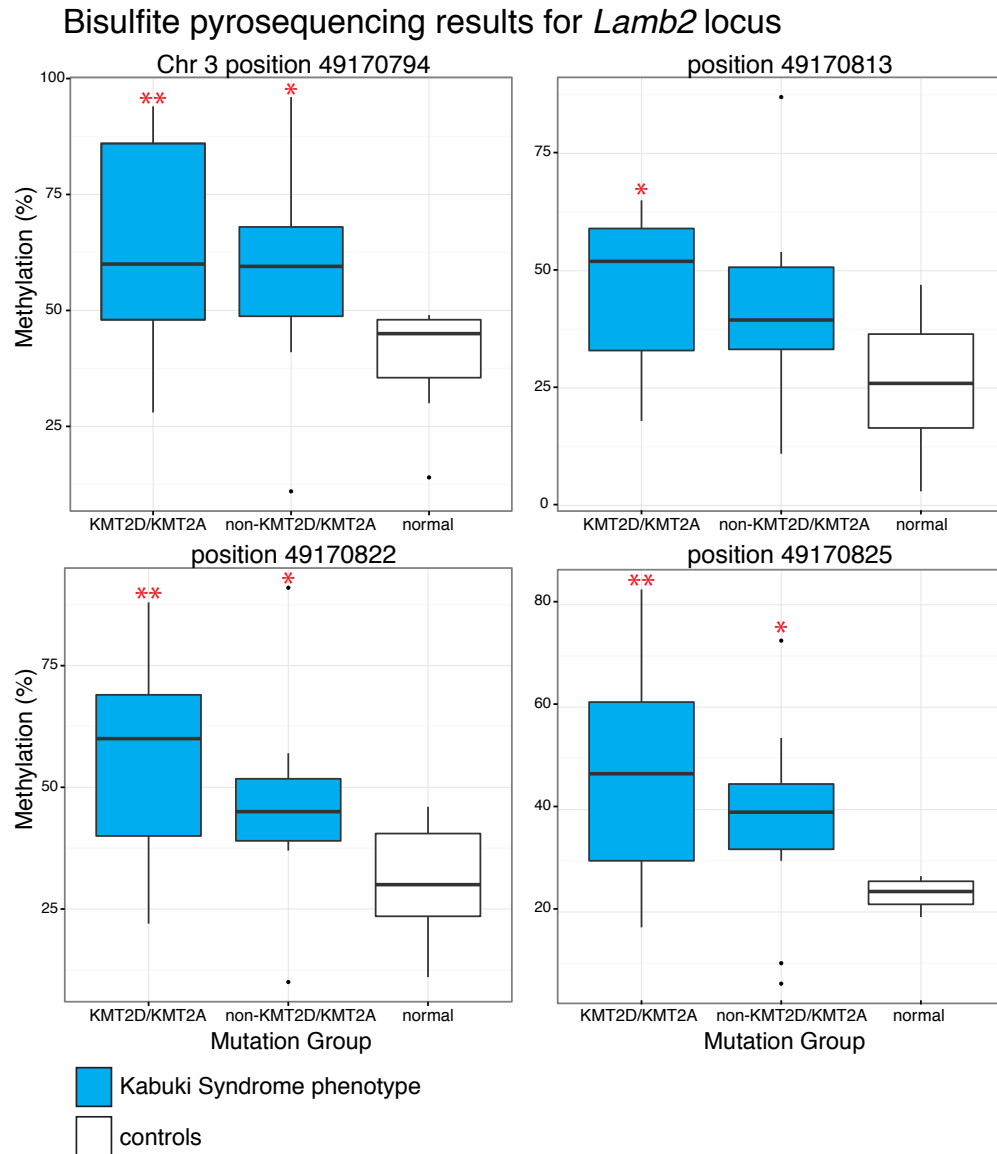 Bisulfite pyrosequencing results for Lamb2 locus
Chr 3 position 49170794
100
75
50
25
Methylation (%)
** *
KMT2D/KMT2A non-KMT2D/KMT2A normal
position 49170813
75
50
25
0
*
KMT2D/KMT2A non-KMT2D/KMT2A normal
position 49170822
75
50
25
Methylation (%)
** *
KMT2D/KMT2A non-KMT2D/KMT2A normal
Mutation Group
position 49170825
80
60
40
20
** *
KMT2D/KMT2A non-KMT2D/KMT2A normal
Mutation Group
Kabuki Syndrome phenotype
controls